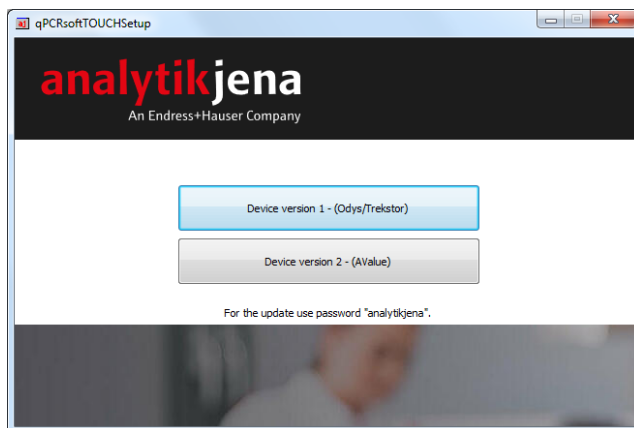 qPCRsoftTOUCHSetup
analytikjena
An Endress+Hauser Company
Device version 1 - (Odys/Trekstor)
Device version 2 - (AValue)
For the update use password "analytikjena".